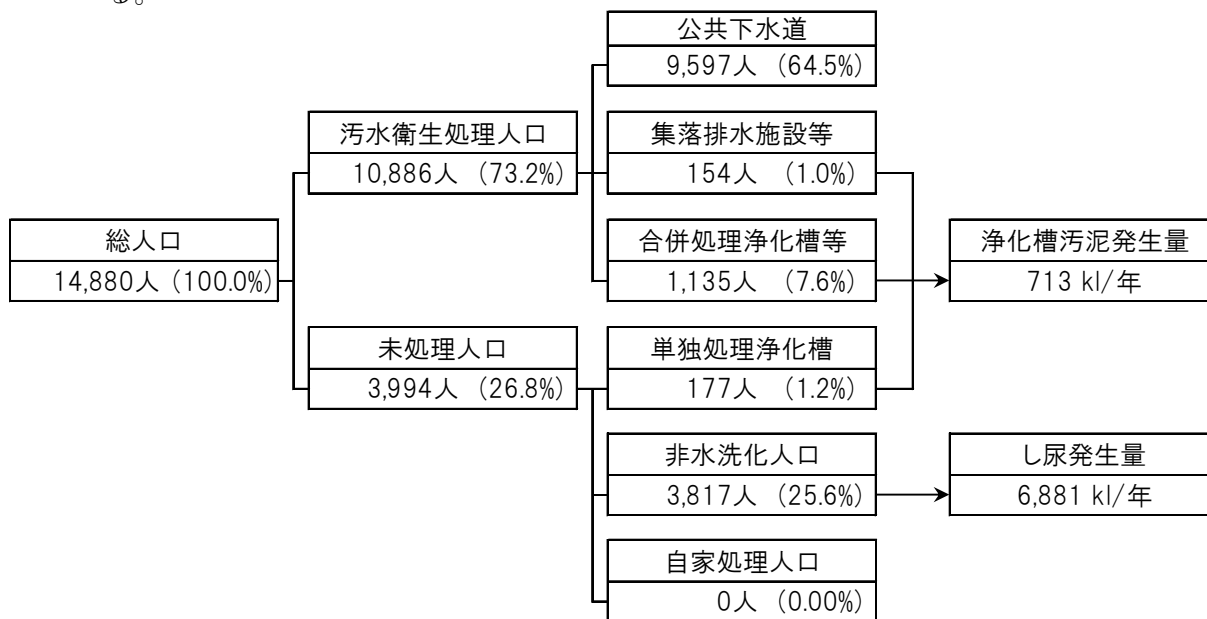 る。
公共下水道
9,597人 (64.5%)
汚水衛生処理人口
10,886人 (73.2%)
集落排水施設等
154人 (1.0%)
総人口
14,880人 (100.0%)
合併処理浄化槽等
1,135人 (7.6%)
浄化槽汚泥発生量
713 kl/年
未処理人口
3,994人 (26.8%)
単独処理浄化槽
177人 (1.2%)
非水洗化人口
3,817人 (25.6%)
し尿発生量
6,881 kl/年
自家処理人口
0人 (0.00%)